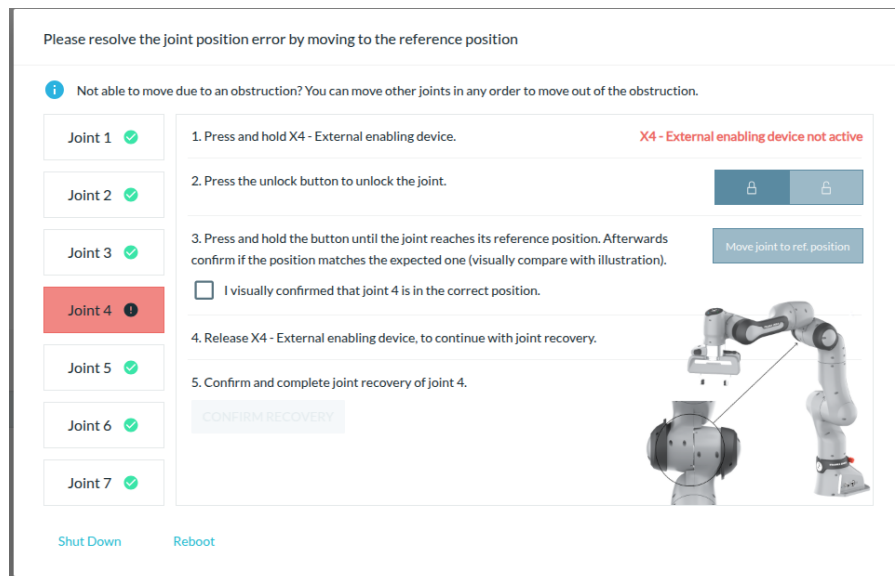 Please resolve the joint position error by moving to the reference position
Not able to move due to an obstruction? You can move other joints in any order to move out of the obstruction.
Joint 1
1. Press and hold X4 - External enabling device.
X4 - External enabling device not active
Joint 2
2. Press the unlock button to unlock the joint.
Joint 3
3. Press and hold the button until the joint reaches its reference position. Afterwards
confirm if the position matches the expected one (visually compare with illustration).
Move joint to ref. position
I visually confirmed that joint 4 is in the correct position.
Joint 4
4. Release X4 - External enabling device, to continue with joint recovery.
Joint 5
5. Confirm and complete joint recovery of joint 4.
CONFIRM RECOVERY
Joint 6
Joint 7
Shut Down
Reboot